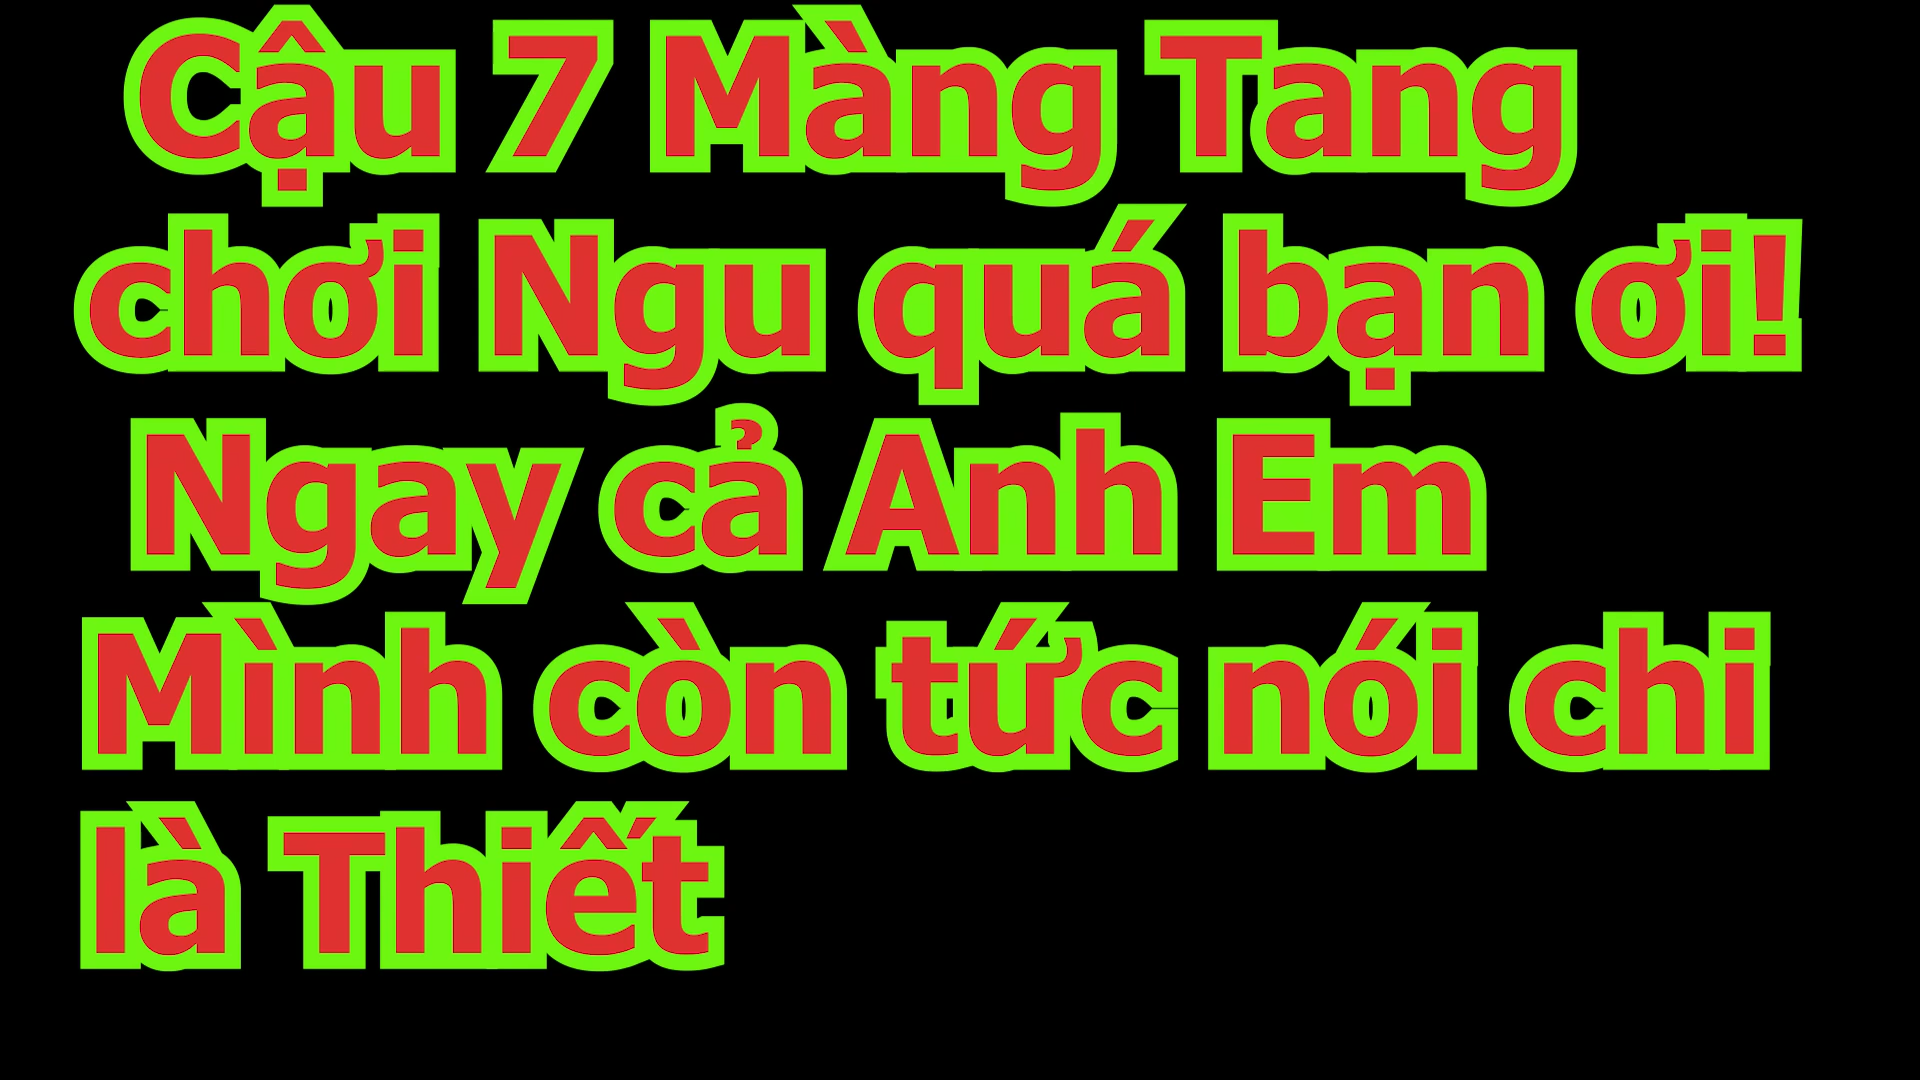 Cậu 7 Màng Tang
chơi Ngu quá bạn ơi!
Ngay cả Anh Em
Mình còn tức nói chi
là Thiết